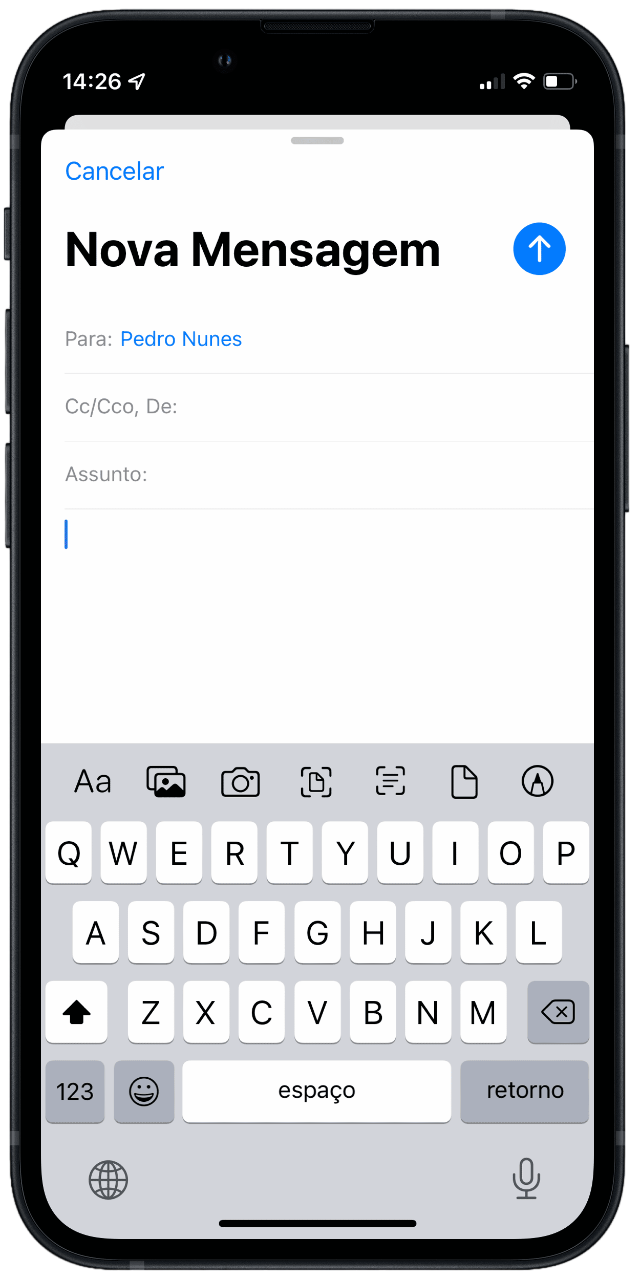 14:26
Cancelar
Nova Mensagem
Para: Pedro Nunes
Cc/Cco, De:
Assunto:
Aa
Q W E R T Y U I O P
A S D F G H J K L
Z X C V B N M
123 espaço retorno